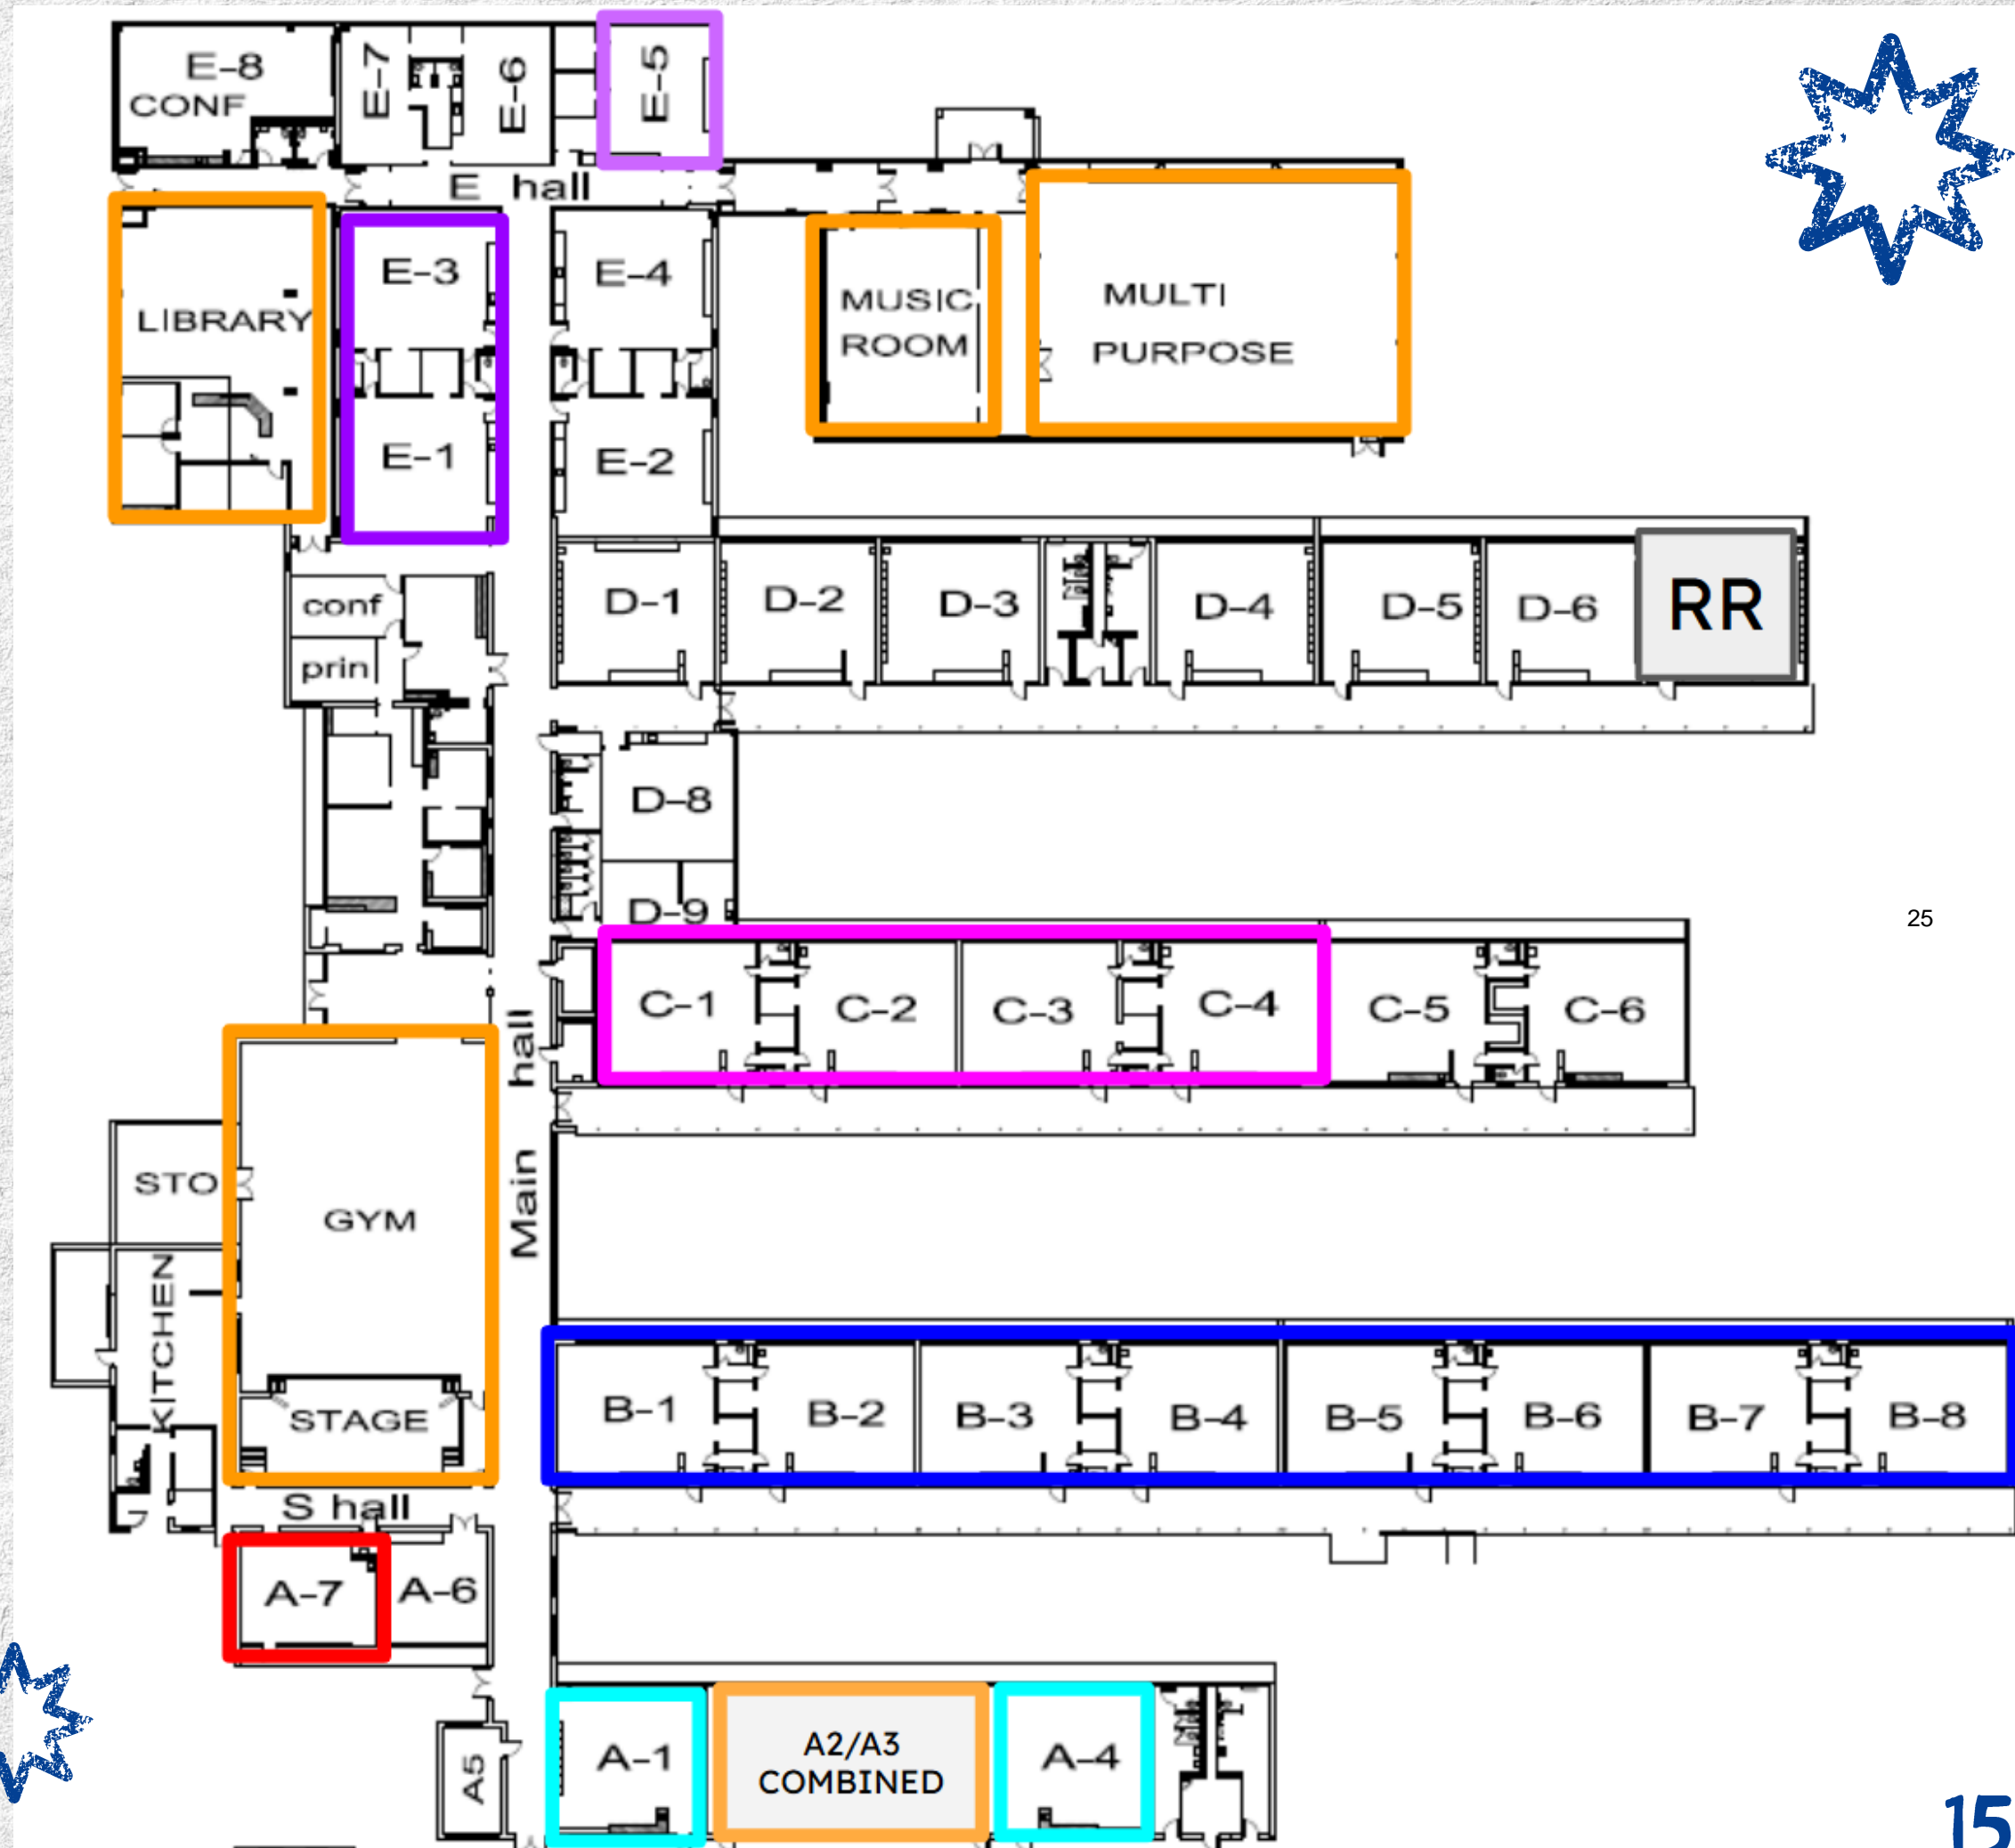 E-8
CONF
E-7
E-6
E-5
E hall
LIBRARY
E-3
E-4
MUSIC
ROOM
MULTI
PURPOSE
E-1
E-2
conf
prin
D-1
D-2
D-3
D-4
D-5
D-6
RR
D-8
D-9
25
C-1
C-2
C-3
C-4
C-5
C-6
Main hall
STO
GYM
KITCHEN
STAGE
B-1
B-2
B-3
B-4
B-5
B-6
B-7
B-8
S hall
A-7
A-6
A5
A-1
A2/A3
COMBINED
A-4
15